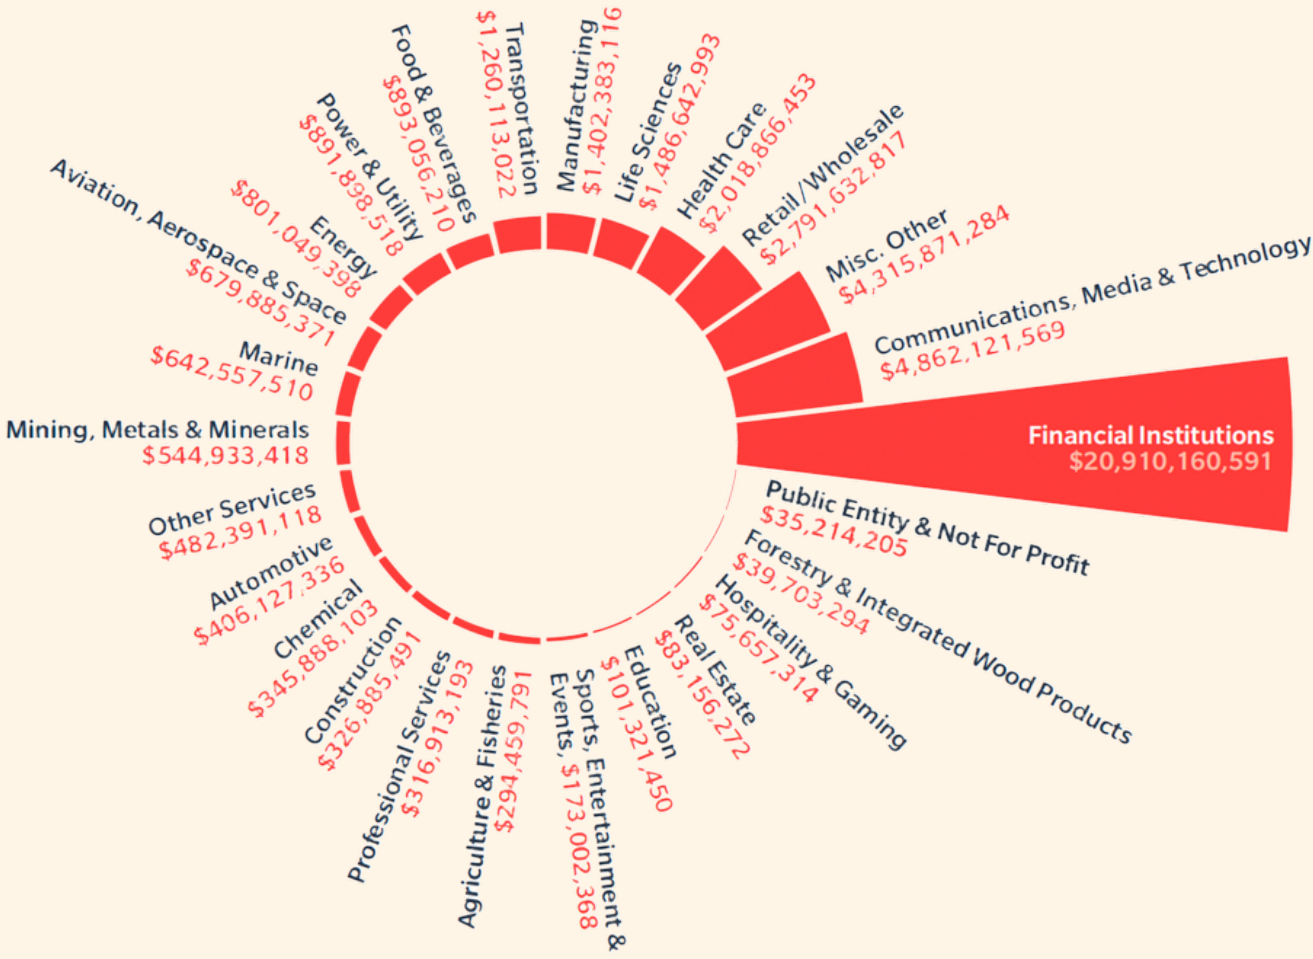 Financial Institutions
$20,910,160,591
Communications, Media & Technology
$4,862,121,569
Misc. Other
$4,315,871,284
Retail/Wholesale
$2,791,632,817
Health Care
$2,018,866,453
Life Sciences
$1,486,642,993
Manufacturing
$1,402,383,116
Transportation
$1,260,113,022
Food & Beverages
$893,056,210
Power & Utility
$891,898,518
Energy
$801,049,398
Aviation, Aerospace & Space
$679,885,371
Marine
$642,557,510
Mining, Metals & Minerals
$544,933,418
Other Services
$482,391,118
Automotive
$406,127,336
Chemical
$345,888,103
Construction
$326,885,491
Professional Services
$316,913,193
Agriculture & Fisheries
$294,459,791
Sports, Entertainment &
Events, $173,002,368
Education
$101,321,450
Real Estate
$83,156,272
Hospitality & Gaming
$75,657,314
Forestry & Integrated Wood Products
$39,703,294
Public Entity & Not For Profit
$35,214,205